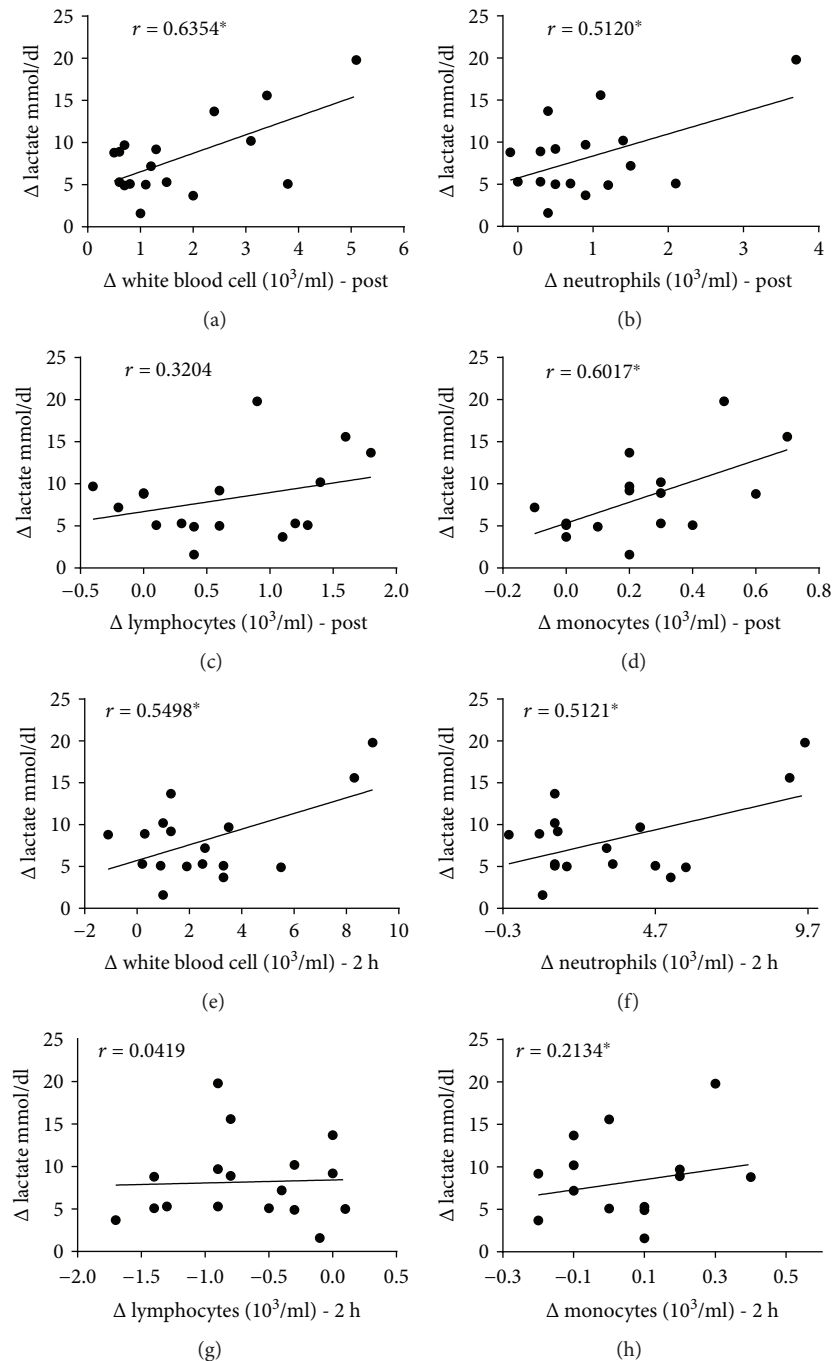 r = 0.6354*
25
20
15
10
5
0
Δ lactate mmol/dl
0 1 2 3 4 5 6
Δ white blood cell (10³/ml) - post
(a)
r = 0.5120*
25
20
15
10
5
0
Δ lactate mmol/dl
0 1 2 3 4
Δ neutrophils (10³/ml) - post
(b)
r = 0.3204
25
20
15
10
5
0
Δ lactate mmol/dl
−0.5 0.0 0.5 1.0 1.5 2.0
Δ lymphocytes (10³/ml) - post
(c)
r = 0.6017*
25
20
15
10
5
0
Δ lactate mmol/dl
−0.2 0.0 0.2 0.4 0.6 0.8
Δ monocytes (10³/ml) - post
(d)
r = 0.5498*
25
20
15
10
5
0
Δ lactate mmol/dl
−2 0 2 4 6 8 10
Δ white blood cell (10³/ml) - 2 h
(e)
r = 0.5121*
25
20
15
10
5
0
Δ lactate mmol/dl
−0.3 4.7 9.7
Δ neutrophils (10³/ml) - 2 h
(f)
r = 0.0419
25
20
15
10
5
0
Δ lactate mmol/dl
−2.0 −1.5 −1.0 −0.5 0.0 0.5
Δ lymphocytes (10³/ml) - 2 h
(g)
r = 0.2134*
25
20
15
10
5
0
Δ lactate mmol/dl
−0.3 −0.1 0.1 0.3 0.5
Δ monocytes (10³/ml) - 2 h
(h)